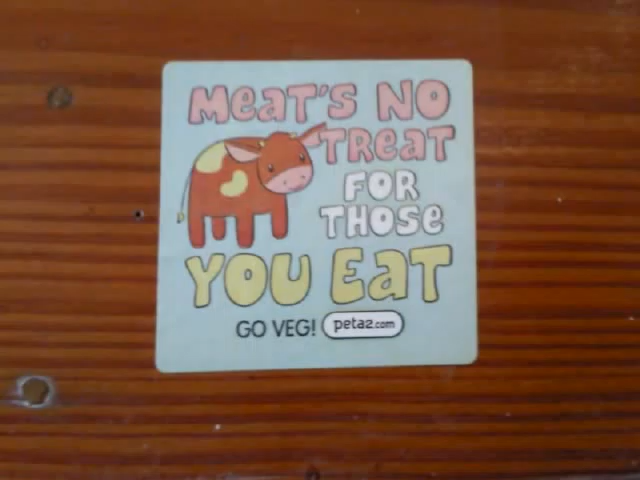 MeaT'S NO
TReaT
FOR
THOSe
YOU EaT
GO VEG! peta2.com